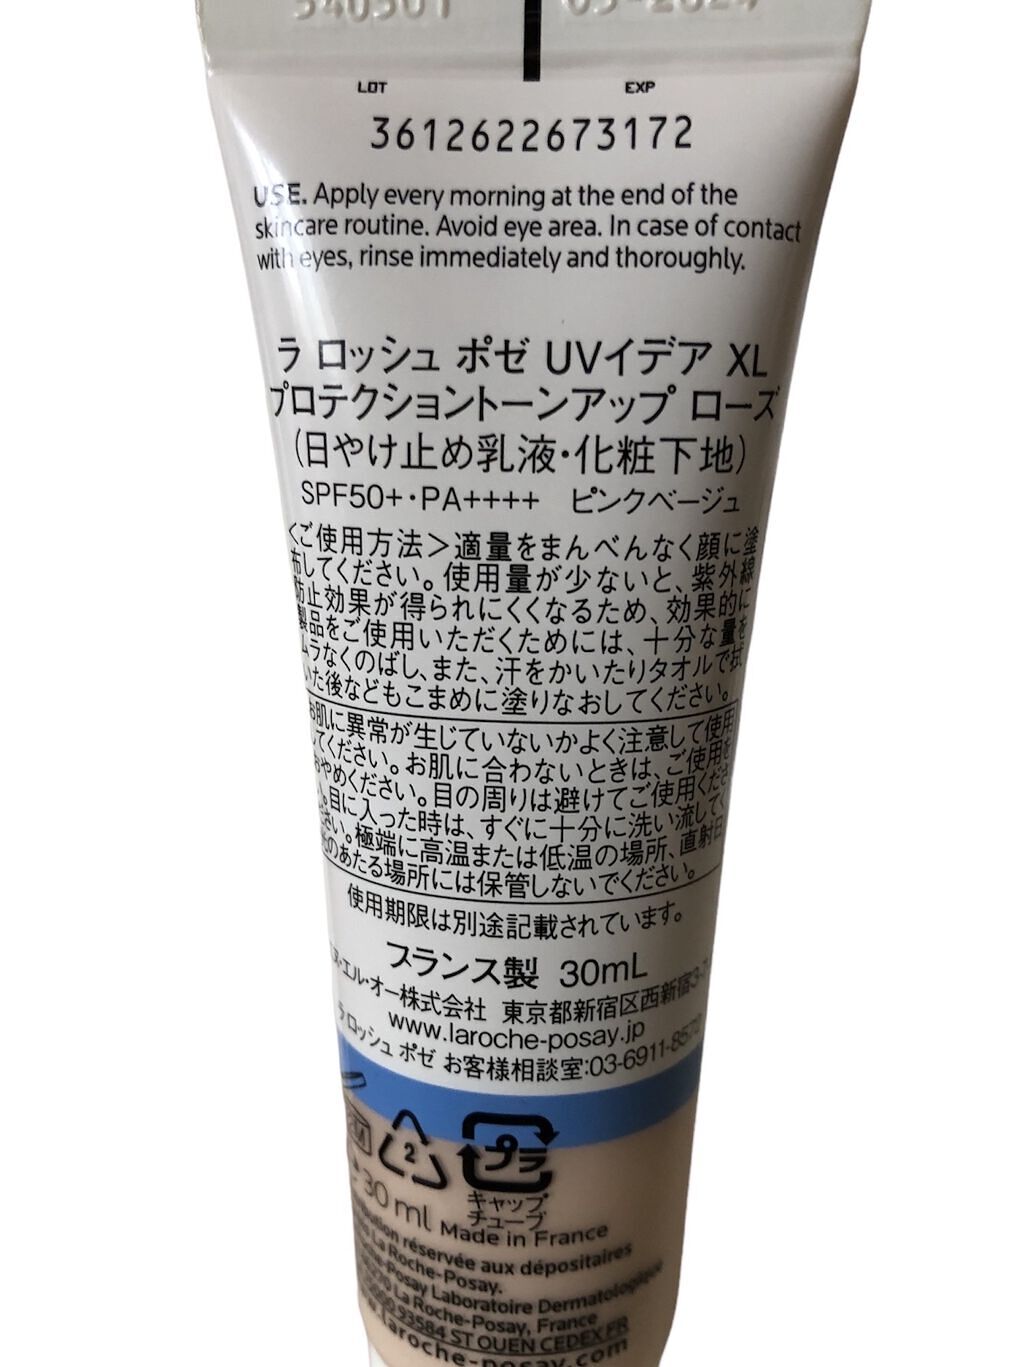 LOT EXP
3612622673172
USE. Apply every morning at the end of the
skincare routine. Avoid eye area. In case of contact
with eyes, rinse immediately and thoroughly.
ラ ロッシュ ポゼ UVイデア XL
プロテクショントーンアップ ローズ
(日やけ止め乳液・化粧下地)
SPF50+・PA++++ ピンクベージュ
<ご使用方法>適量をまんべんなく顔に塗
布してください。使用量が少ないと、紫外線
防止効果が得られにくくなるため、効果的に
製品をご使用いただくためには、十分な量を
ムラなくのばし、また、汗をかいたりタオルで拭
いた後などもこまめに塗りなおしてください。
お肌に異常が生じていないかよく注意して使用
してください。お肌に合わないときは、ご使用を
おやめください。目の周りは避けてご使用くださ
い。目に入った時は、すぐに十分に洗い流してく
ださい。極端に高温または低温の場所、直射日
光のあたる場所には保管しないでください。
使用期限は別途記載されています。
フランス製 30mL
エル・オー株式会社 東京都新宿区西新宿
www.laroche-posay.jp
ラ ロッシュ ポゼ お客様相談室:03-6911-8570
2
プラ
キャップ
チューブ
30 ml Made in France
réservée aux dépositaires
La Roche-Posay.
Posay Laboratoire Dermatologique
La Roche-Posay, France
93584 ST OUEN CEDEX FR
laroche-posay.com